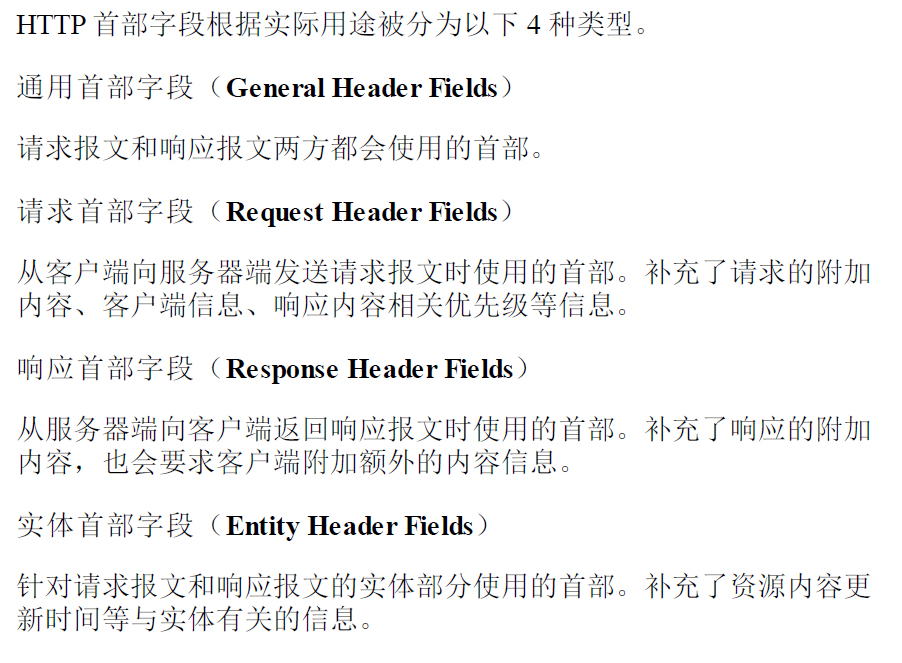 HTTP 首部字段根据实际用途被分为以下 4 种类型。
通用首部字段（General Header Fields）
请求报文和响应报文两方都会使用的首部。
请求首部字段（Request Header Fields）
从客户端向服务器端发送请求报文时使用的首部。补充了请求的附加
内容、客户端信息、响应内容相关优先级等信息。
响应首部字段（Response Header Fields）
从服务器端向客户端返回响应报文时使用的首部。补充了响应的附加
内容，也会要求客户端附加额外的内容信息。
实体首部字段（Entity Header Fields）
针对请求报文和响应报文的实体部分使用的首部。补充了资源内容更
新时间等与实体有关的信息。